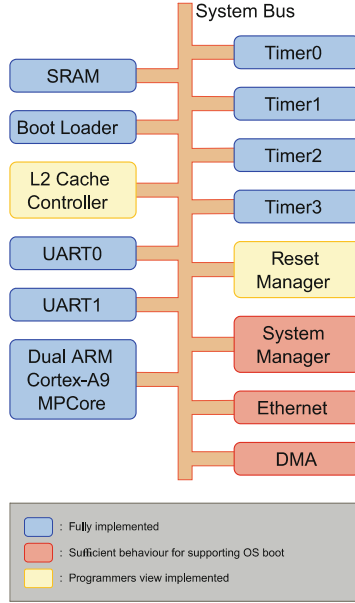 System Bus
SRAM
Boot Loader
L2 Cache
Controller
UART0
UART1
Dual ARM
Cortex-A9
MPCore
Timer0
Timer1
Timer2
Timer3
Reset
Manager
System
Manager
Ethernet
DMA
: Fully implemented
: Sufficient behaviour for supporting OS boot
: Programmers view implemented